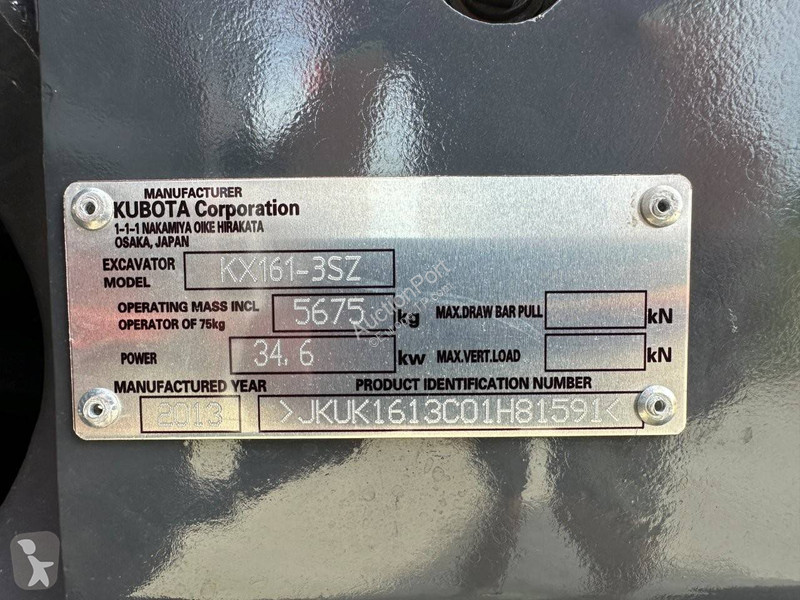 MANUFACTURER
KUBOTA Corporation
1-1-1 NAKAMIYA OIKE HIRAKATA
OSAKA, JAPAN
EXCAVATOR MODEL KX161-3SZ
OPERATING MASS INCL OPERATOR OF 75kg 5675 kg MAX.DRAW BAR PULL kN
POWER 34.6 kw MAX.VERT.LOAD kN
MANUFACTURED YEAR PRODUCT IDENTIFICATION NUMBER
2013 >JKUK1613C01H81591<
AuctionPort